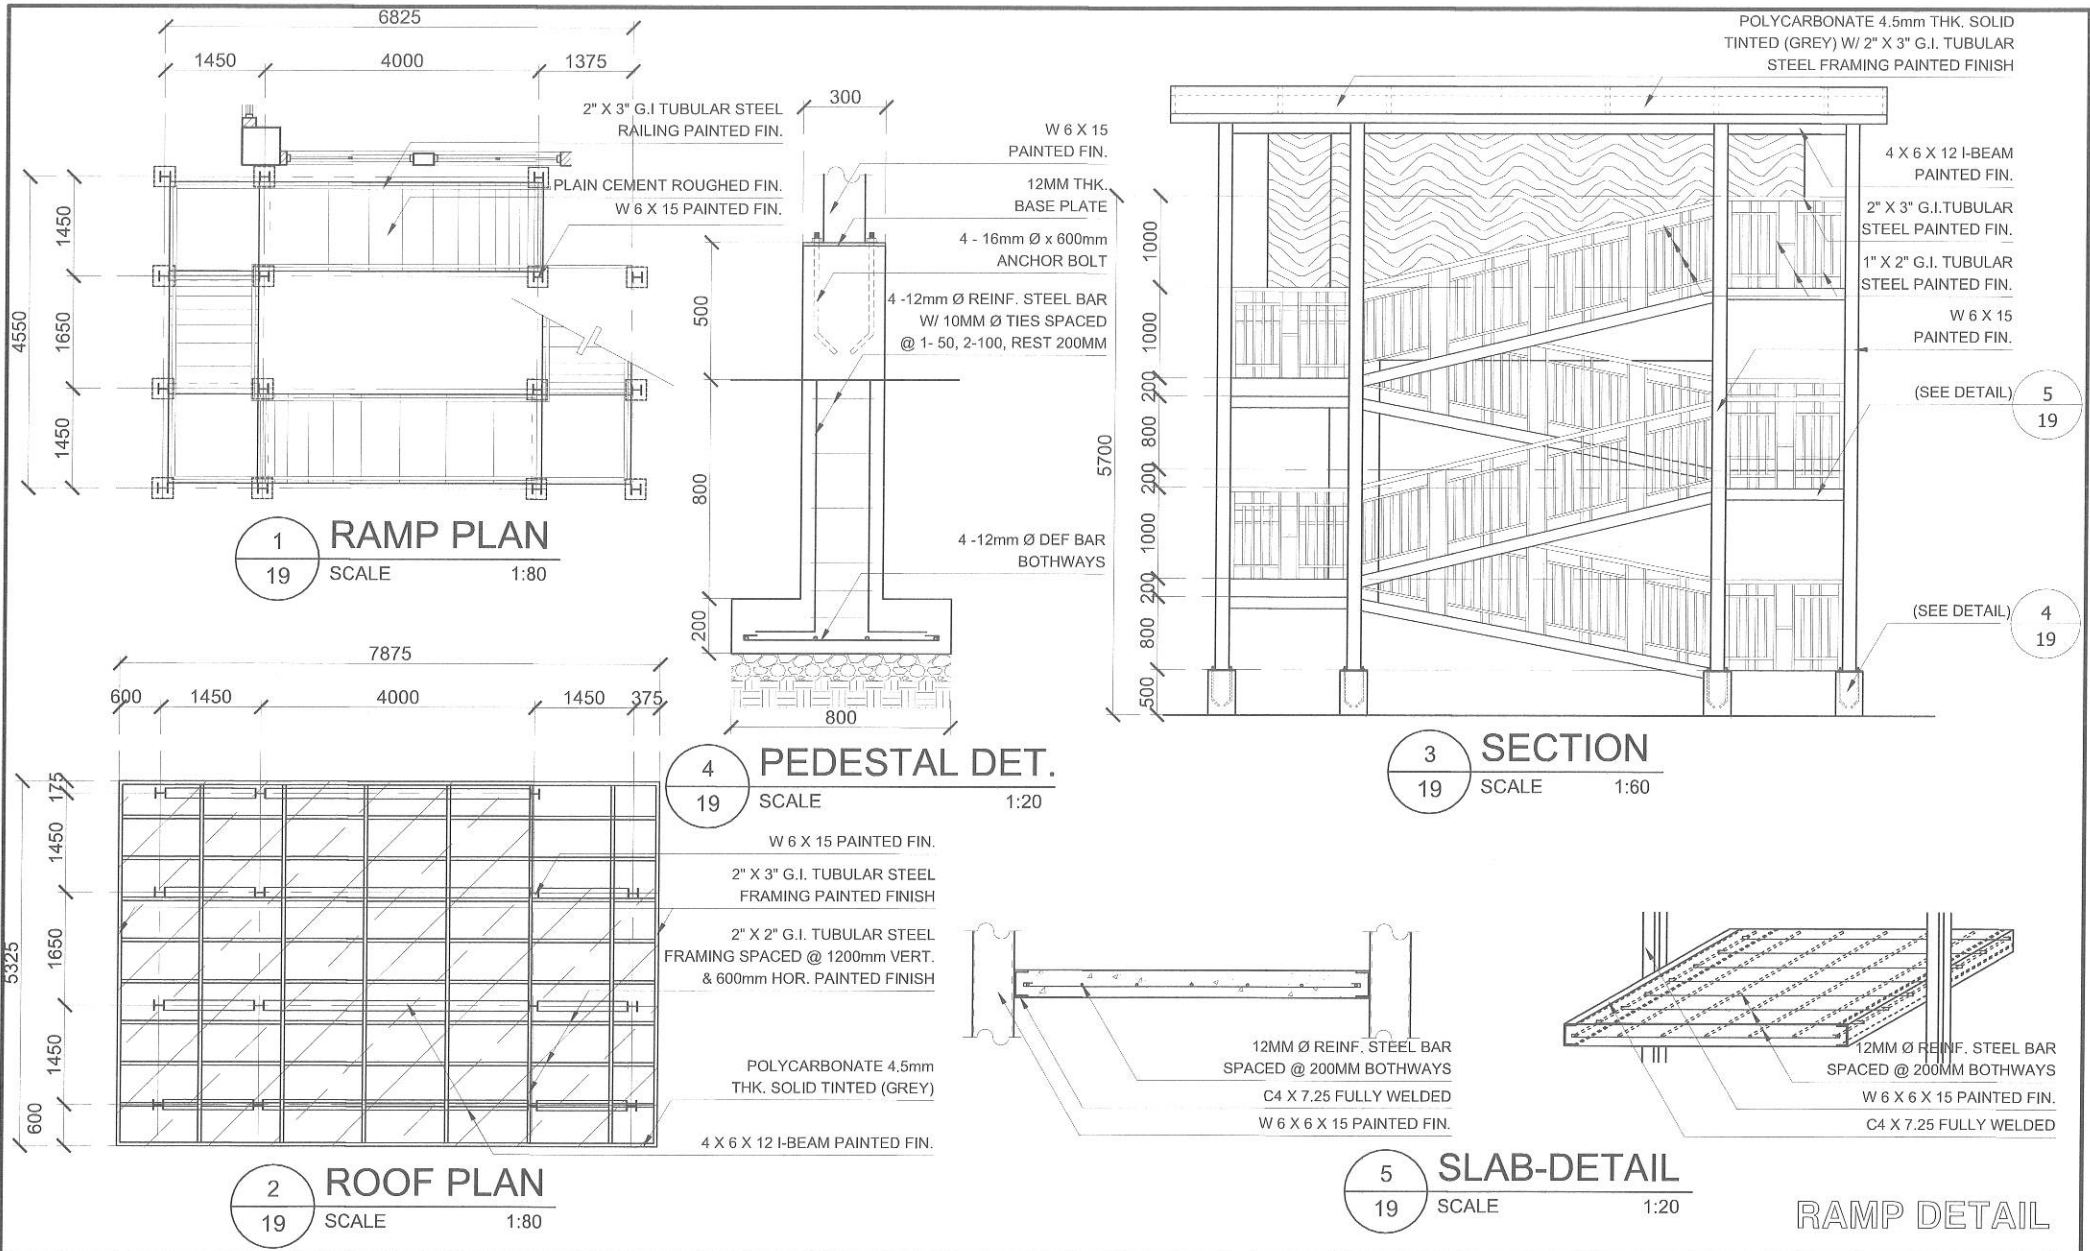 6825
1450
4000
1375
2" X 3" G.I TUBULAR STEEL
RAILING PAINTED FIN.
PLAIN CEMENT ROUGHED FIN.
W 6 X 15 PAINTED FIN.
4550
1450
1650
1450
1
19
RAMP PLAN
SCALE
1:80
300
W 6 X 15
PAINTED FIN.
12MM THK.
BASE PLATE
4 - 16mm Ø x 600mm
ANCHOR BOLT
4 -12mm Ø REINF. STEEL BAR
W/ 10MM Ø TIES SPACED
@ 1- 50, 2-100, REST 200MM
4 -12mm Ø DEF BAR
BOTHWAYS
500
800
200
800
4
19
PEDESTAL DET.
SCALE
1:20
POLYCARBONATE 4.5mm THK. SOLID
TINTED (GREY) W/ 2" X 3" G.I. TUBULAR
STEEL FRAMING PAINTED FINISH
4 X 6 X 12 I-BEAM
PAINTED FIN.
2" X 3" G.I.TUBULAR
STEEL PAINTED FIN.
1" X 2" G.I. TUBULAR
STEEL PAINTED FIN.
W 6 X 15
PAINTED FIN.
(SEE DETAIL)
5
19
(SEE DETAIL)
4
19
5700
1000
1000
200
800
200
1000
200
800
500
3
19
SECTION
SCALE
1:60
7875
600
1450
4000
1450
375
5325
175
1450
1650
1450
600
W 6 X 15 PAINTED FIN.
2" X 3" G.I. TUBULAR STEEL
FRAMING PAINTED FINISH
2" X 2" G.I. TUBULAR STEEL
FRAMING SPACED @ 1200mm VERT.
& 600mm HOR. PAINTED FINISH
POLYCARBONATE 4.5mm
THK. SOLID TINTED (GREY)
4 X 6 X 12 I-BEAM PAINTED FIN.
2
19
ROOF PLAN
SCALE
1:80
12MM Ø REINF. STEEL BAR
SPACED @ 200MM BOTHWAYS
C4 X 7.25 FULLY WELDED
W 6 X 6 X 15 PAINTED FIN.
12MM Ø REINF. STEEL BAR
SPACED @ 200MM BOTHWAYS
W 6 X 6 X 15 PAINTED FIN.
C4 X 7.25 FULLY WELDED
5
19
SLAB-DETAIL
SCALE
1:20
RAMP DETAIL